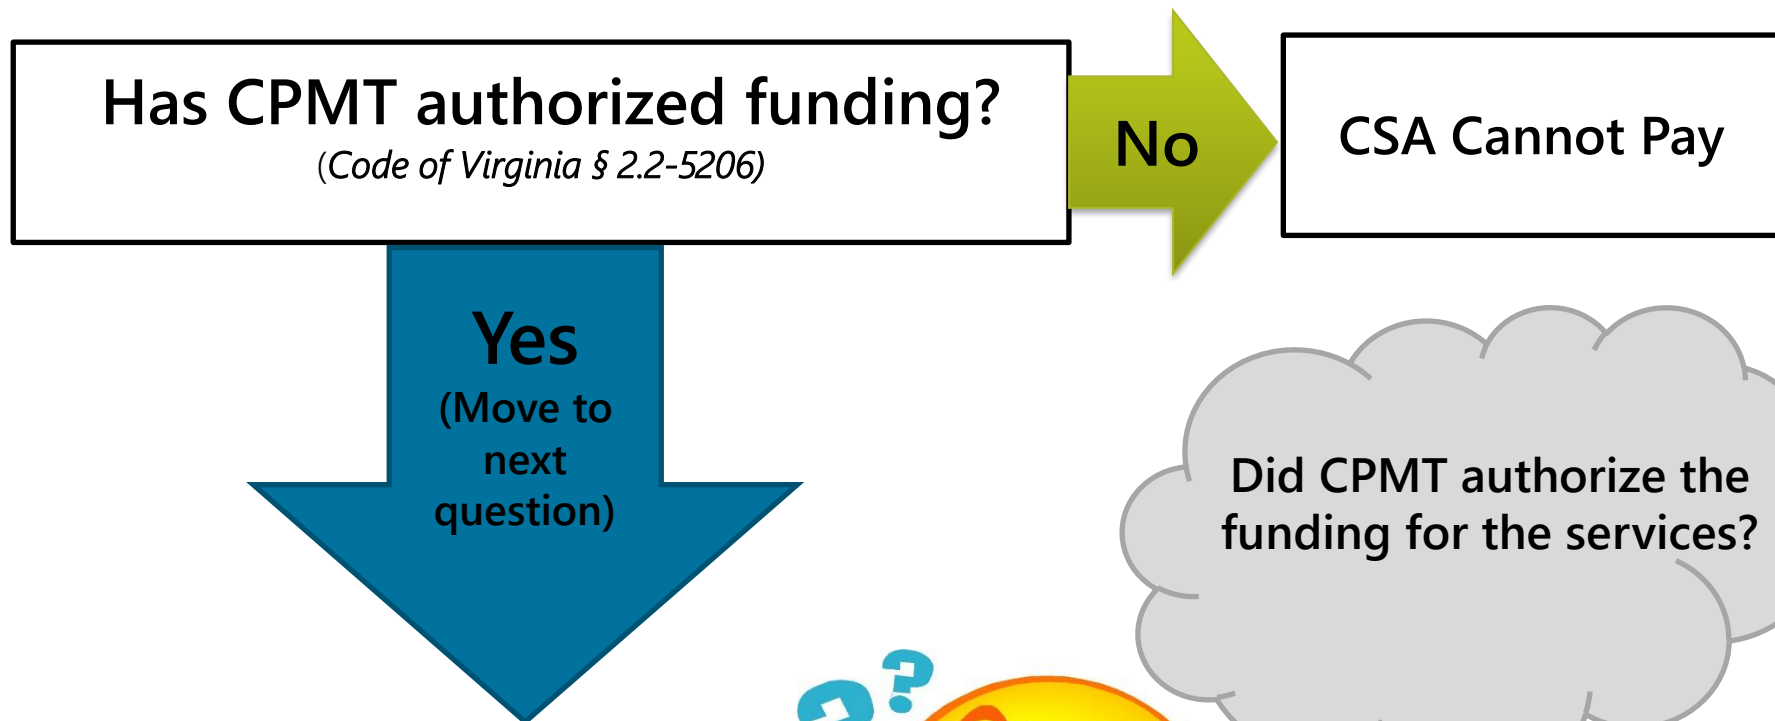 Has CPMT authorized funding?
(Code of Virginia § 2.2-5206)
No
CSA Cannot Pay
Yes
(Move to
next
question)
Did CPMT authorize the
funding for the services?
? ?